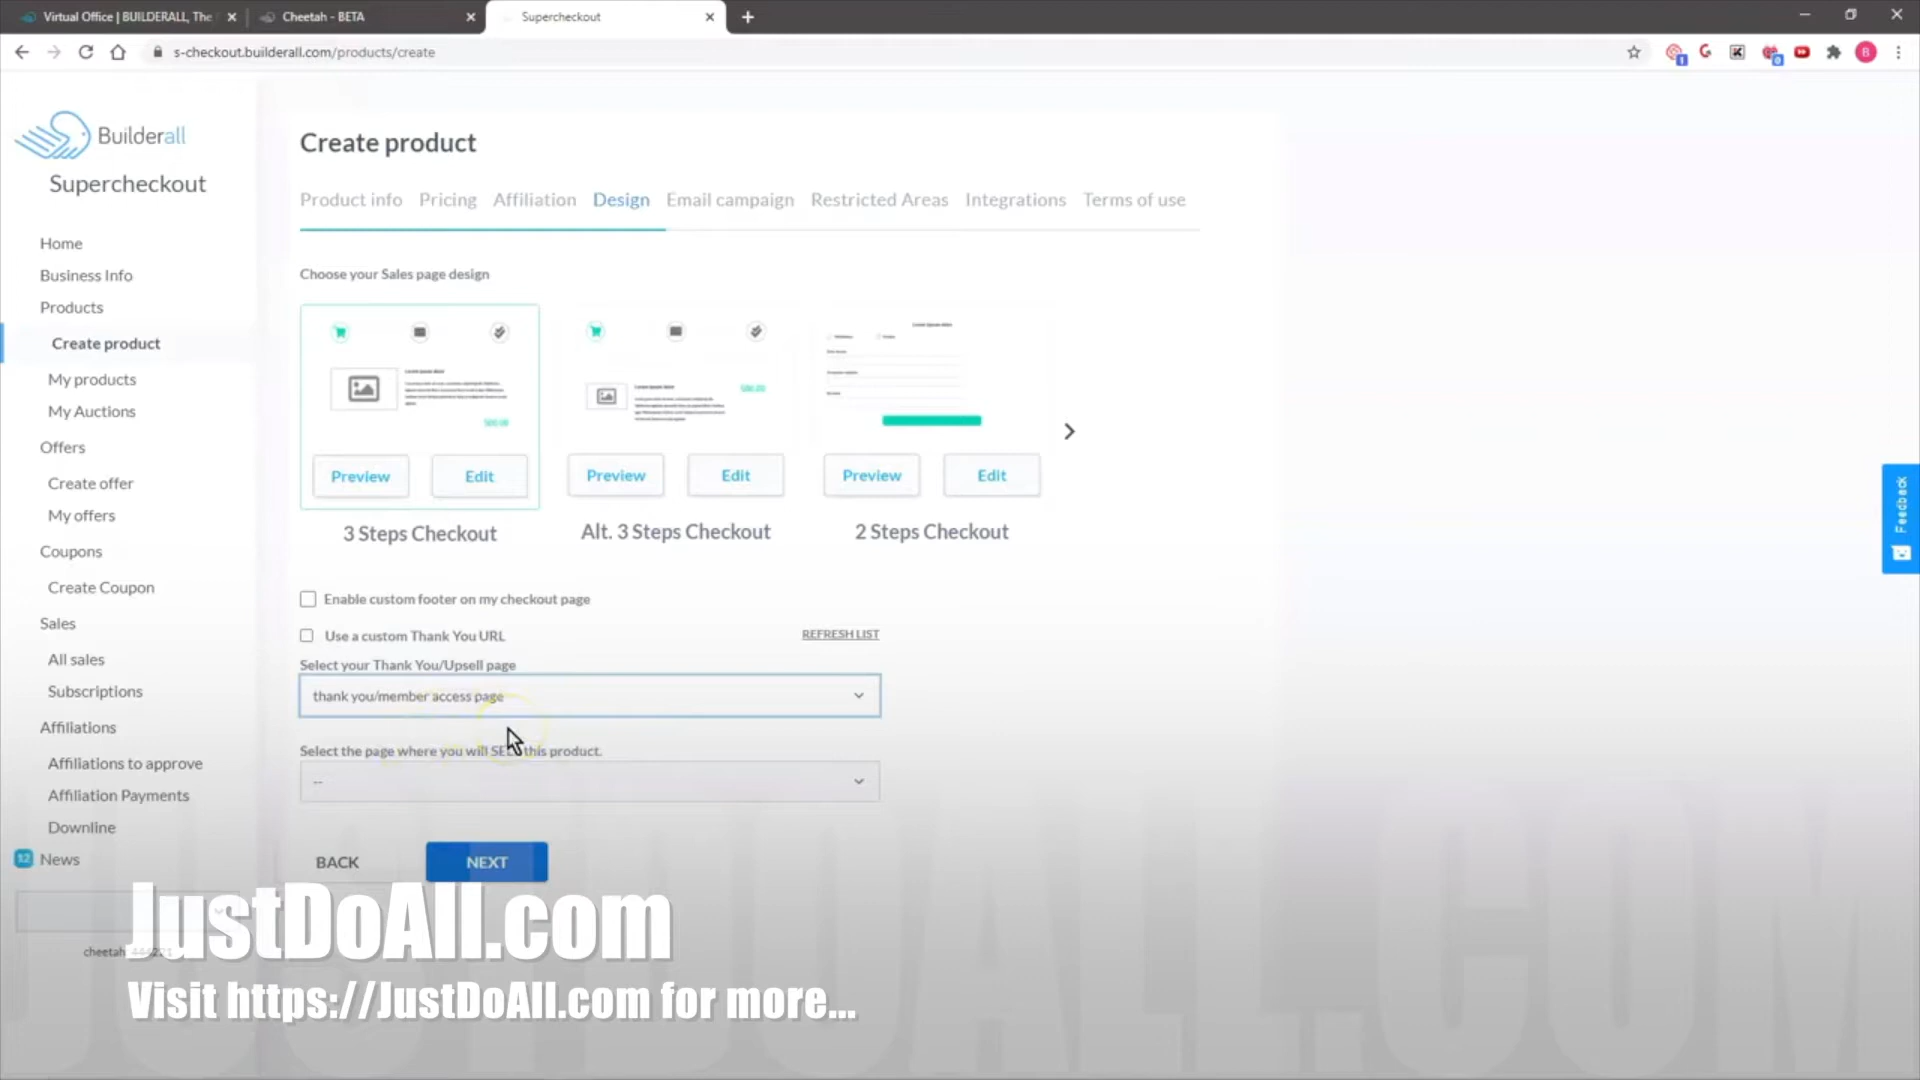 Virtual Office | BUILDERALL, The
Cheetah - BETA
Supercheckout
s-checkout.builderall.com/products/create
Builderall
Supercheckout
Home
Business Info
Products
Create product
My products
My Auctions
Offers
Create offer
My offers
Coupons
Create Coupon
Sales
All sales
Subscriptions
Affiliations
Affiliations to approve
Affiliation Payments
Downline
12 News
Create product
Product info Pricing Affiliation Design Email campaign Restricted Areas Integrations Terms of use
Choose your Sales page design
Preview Edit
3 Steps Checkout
Preview Edit
Alt. 3 Steps Checkout
Preview Edit
2 Steps Checkout
Enable custom footer on my checkout page
Use a custom Thank You URL
REFRESH LIST
Select your Thank You/Upsell page
thank you/member access page
Select the page where you will SELL this product.
--
BACK
NEXT
Feedback
cheetah
JustDoAll.com
Visit https://JustDoAll.com for more...
JUSTDOALL.COM